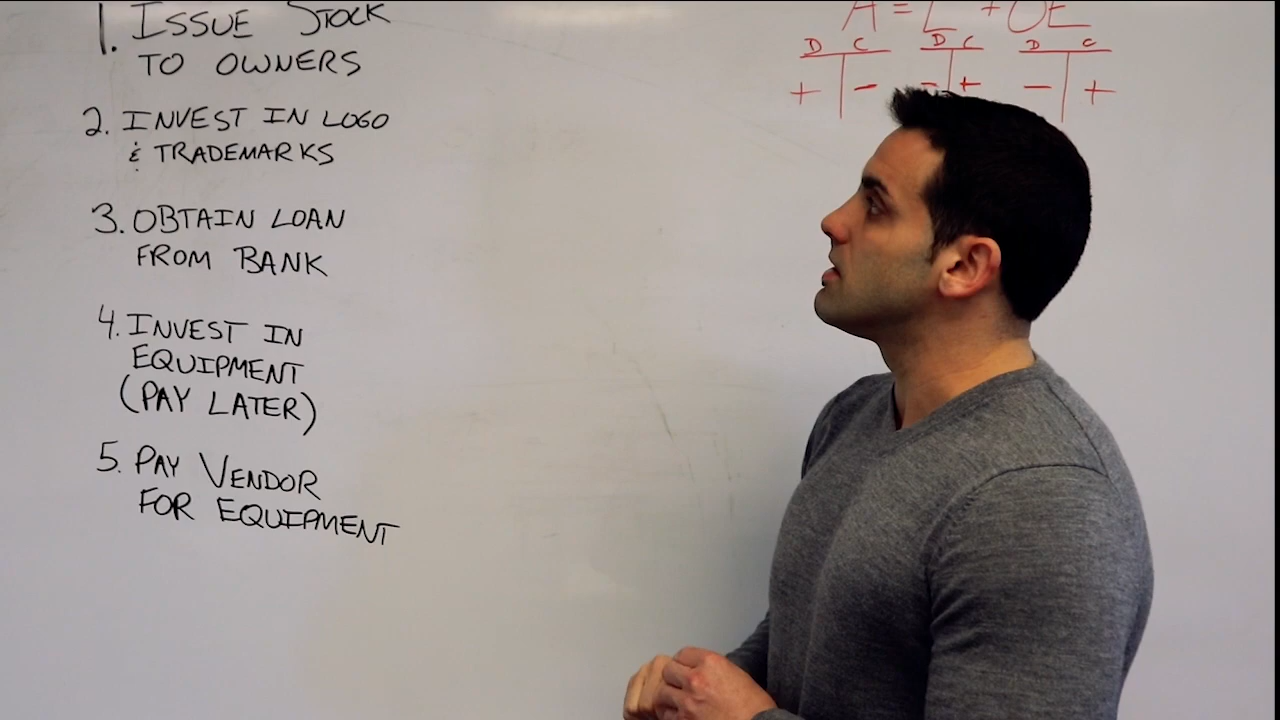 1. ISSUE STOCK
TO OWNERS
2. INVEST IN LOGO
& TRADEMARKS
3. OBTAIN LOAN
FROM BANK
4. INVEST IN
EQUIPMENT
(PAY LATER)
5. PAY VENDOR
FOR EQUIPMENT
A = L + OE
D C D C D C
+ - - + - +